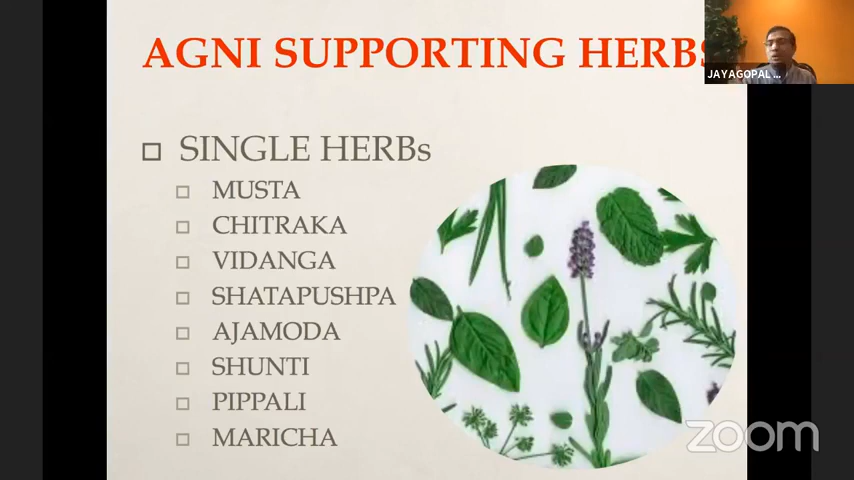 AGNI SUPPORTING HERBS
JAYAGOPAL ...
SINGLE HERBs
MUSTA
CHITRAKA
VIDANGA
SHATAPUSHPA
AJAMODA
SHUNTI
PIPPALI
MARICHA
zoom